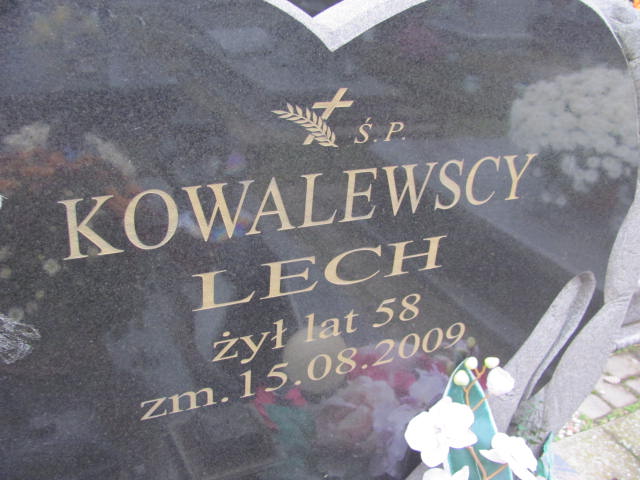 Ś.P.
KOWALEWSCY
LECH
żył lat 58
zm.15.08.2009